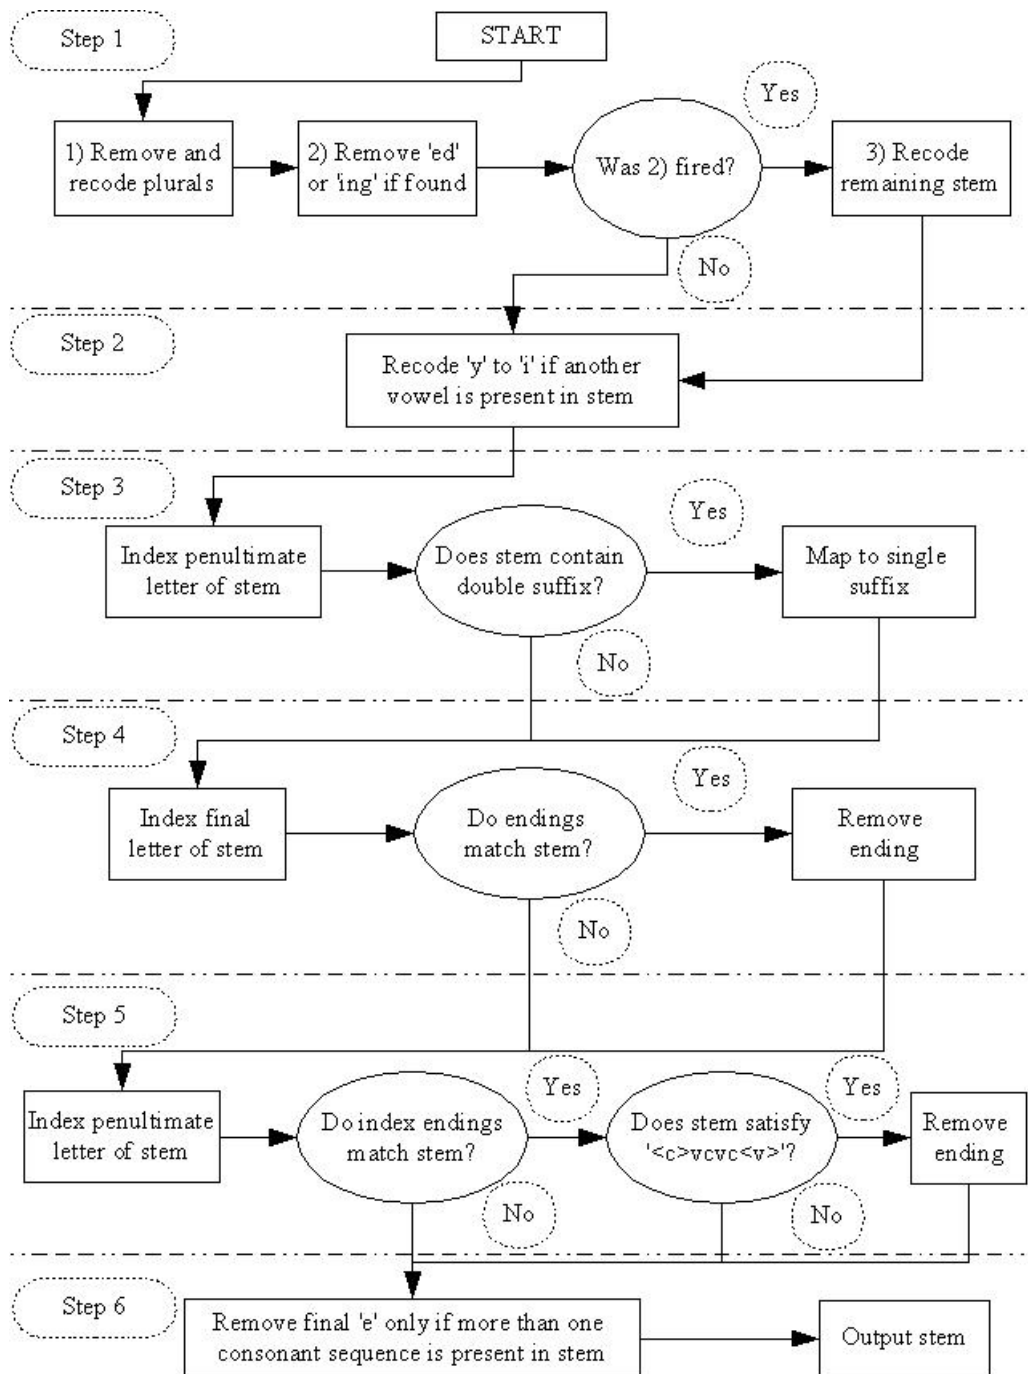 Step 1
START
1) Remove and
recode plurals
2) Remove 'ed'
or 'ing' if found
Was 2) fired?
Yes
3) Recode
remaining stem
No
Step 2
Recode 'y' to 'i' if another
vowel is present in stem
Step 3
Index penultimate
letter of stem
Does stem contain
double suffix?
Yes
Map to single
suffix
No
Step 4
Index final
letter of stem
Do endings
match stem?
Yes
Remove
ending
No
Step 5
Index penultimate
letter of stem
Do index endings
match stem?
Yes
Does stem satisfy
'<c>vcvc<v>'?
Yes
Remove
ending
No
No
Step 6
Remove final 'e' only if more than one
consonant sequence is present in stem
Output stem